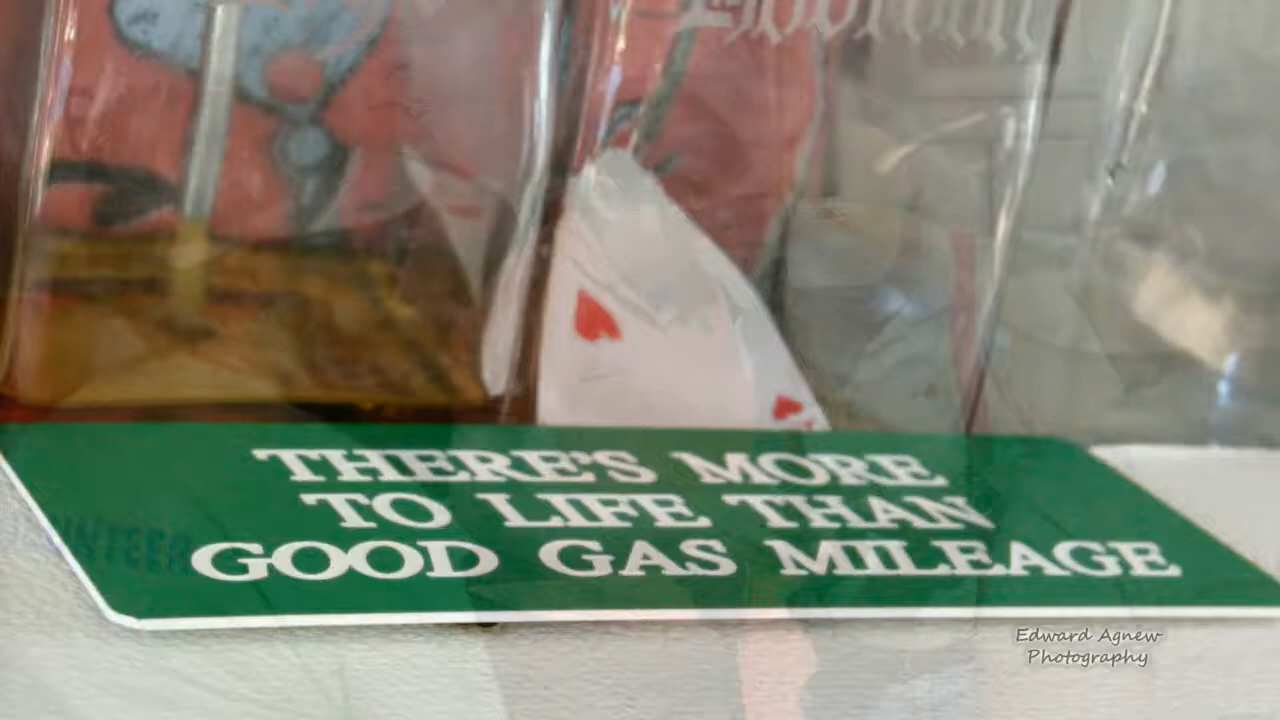 THERE'S MORE
TO LIFE THAN
GOOD GAS MILEAGE
Edward Agnew
Photography